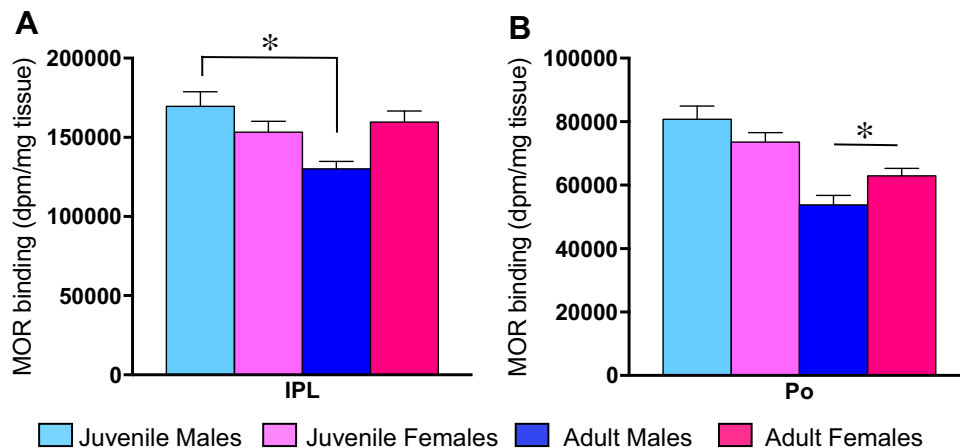 A
MOR binding (dpm/mg tissue)
200000
150000
100000
50000
0
*
IPL
B
MOR binding (dpm/mg tissue)
100000
80000
60000
40000
20000
0
*
Po
Juvenile Males Juvenile Females Adult Males Adult Females